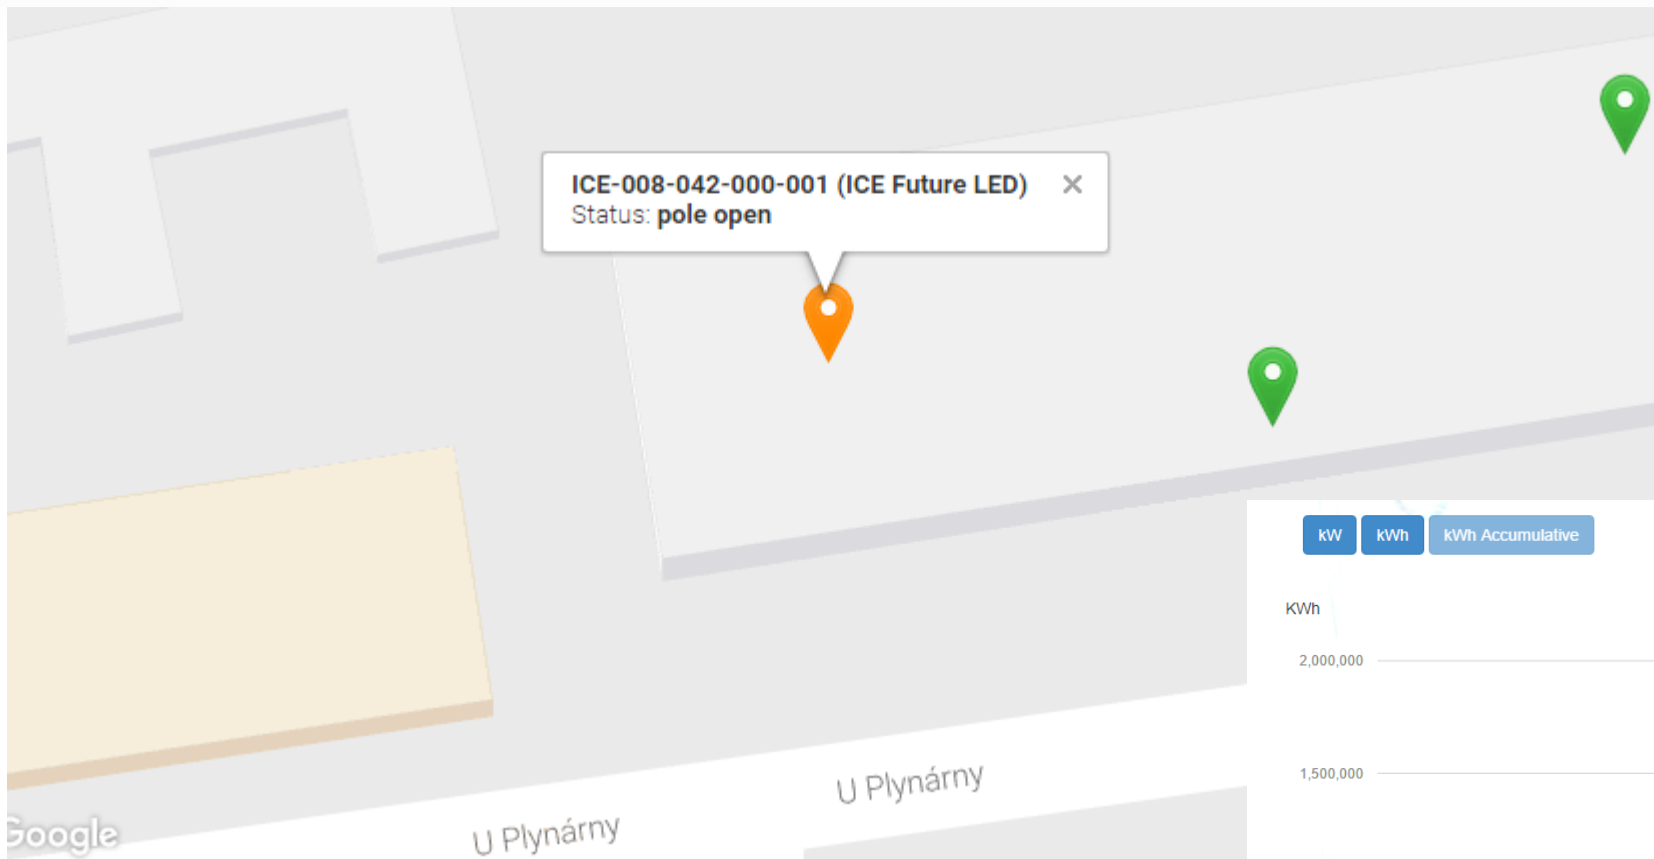 ICE-008-042-000-001 (ICE Future LED)
Status: pole open
kW kWh kWh Accumulative
KWh
2,000,000
1,500,000
U Plynárny
U Plynárny
Google